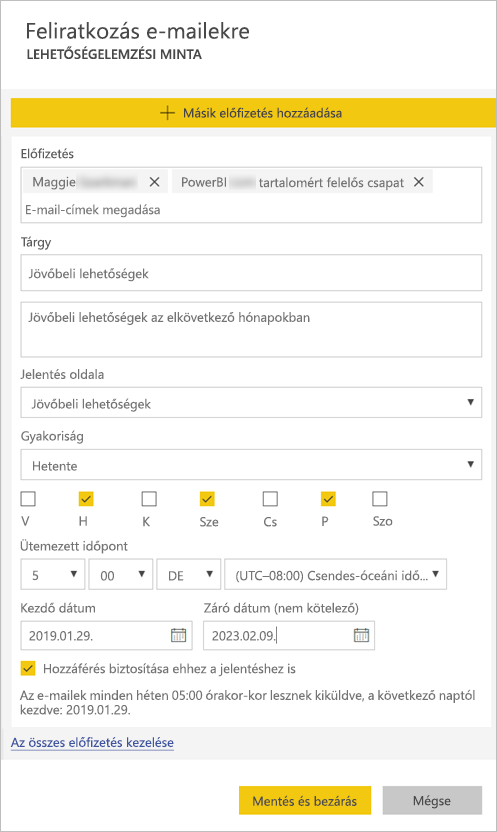 Feliratkozás e-mailekre
LEHETŐSÉGELEMZÉSI MINTA
Másik előfizetés hozzáadása
Előfizetés
Maggie PowerBI tartalomért felelős csapat
E-mail-címek megadása
Tárgy
Jövőbeli lehetőségek
Jövőbeli lehetőségek az elkövetkező hónapokban
Jelentés oldala
Jövőbeli lehetőségek
Gyakoriság
Hetente
V H K Sze Cs P Szo
Ütemezett időpont
5 00 DE (UTC–08:00) Csendes-óceáni idő...
Kezdő dátum Záró dátum (nem kötelező)
2019.01.29. 2023.02.09.
Hozzáférés biztosítása ehhez a jelentéshez is
Az e-mailek minden héten 05:00 órakor-kor lesznek kiküldve, a következő naptól
kezdve: 2019.01.29.
Az összes előfizetés kezelése
Mentés és bezárás Mégse